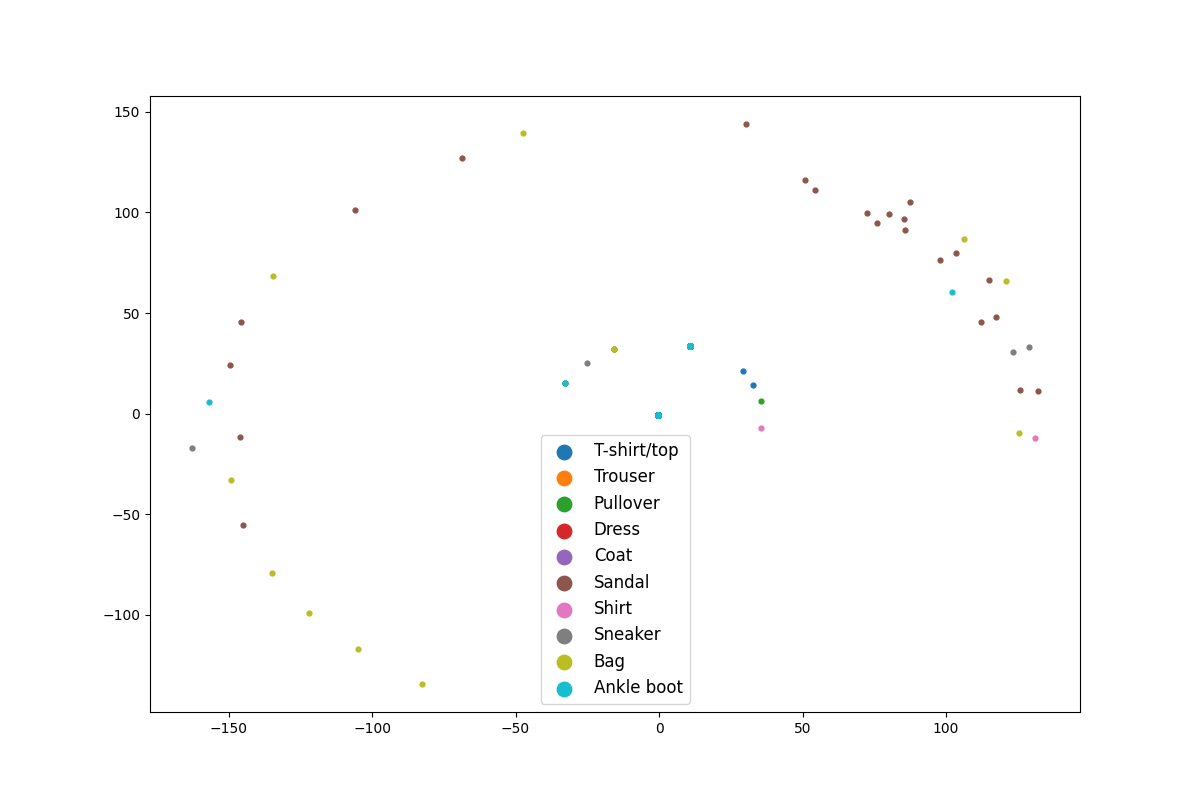 150
100
50
0
−50
−100
−150
−100
−50
0
50
100
T-shirt/top
Trouser
Pullover
Dress
Coat
Sandal
Shirt
Sneaker
Bag
Ankle boot